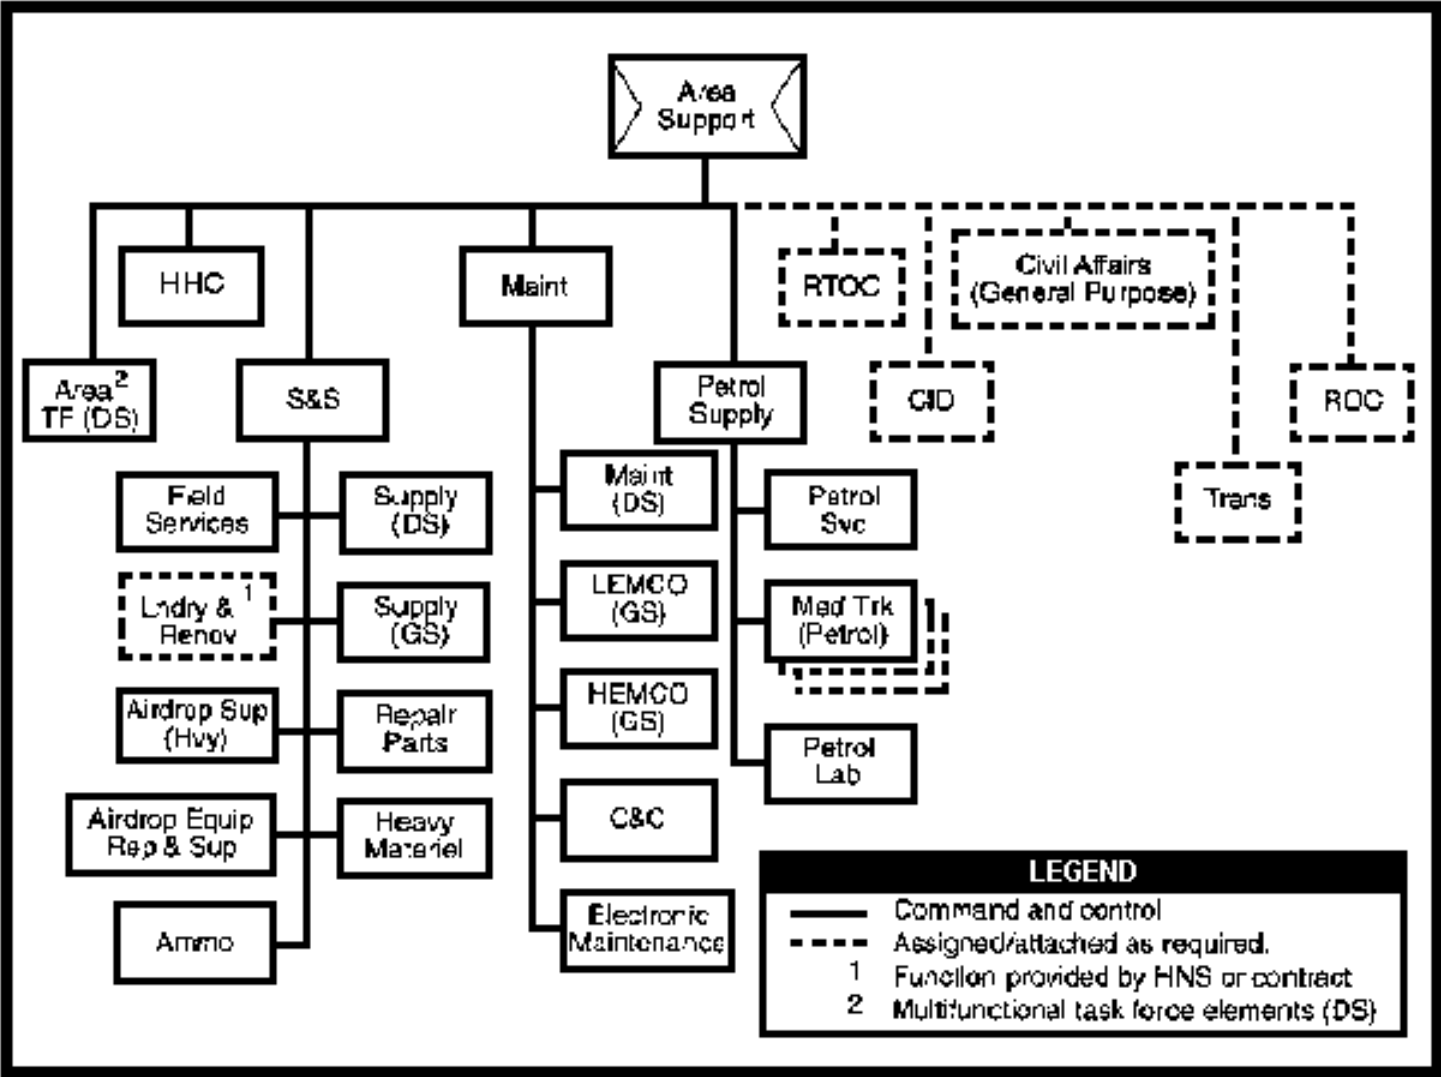 Area
Support
HHC
Maint
RTOC
Civil Affairs
(General Purpose)
Area2
TF (DS)
S&S
Petrol
Supply
CID
ROC
Field
Services
Supply
(DS)
Maint
(DS)
Petrol
Svc
Trans
Lndry & 1
Renov
Supply
(GS)
LEMCO
(GS)
Med Trk
(Petrol)
Airdrop Sup
(Hvy)
Repair
Parts
HEMCO
(GS)
Petrol
Lab
Airdrop Equip
Rep & Sup
Heavy
Materiel
C&C
Ammo
Electronic
Maintenance
LEGEND
Command and control
Assigned/attached as required.
1 Function provided by HNS or contract
2 Multifunctional task force elements (DS)